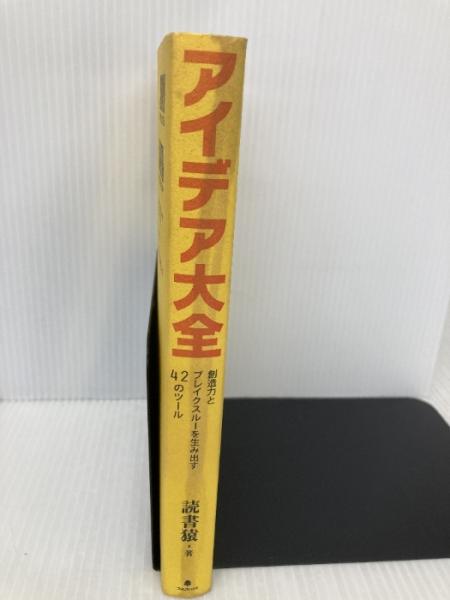 アイデア大全
創造力と
ブレイクスルーを生み出す
42のツール
読書猿・著